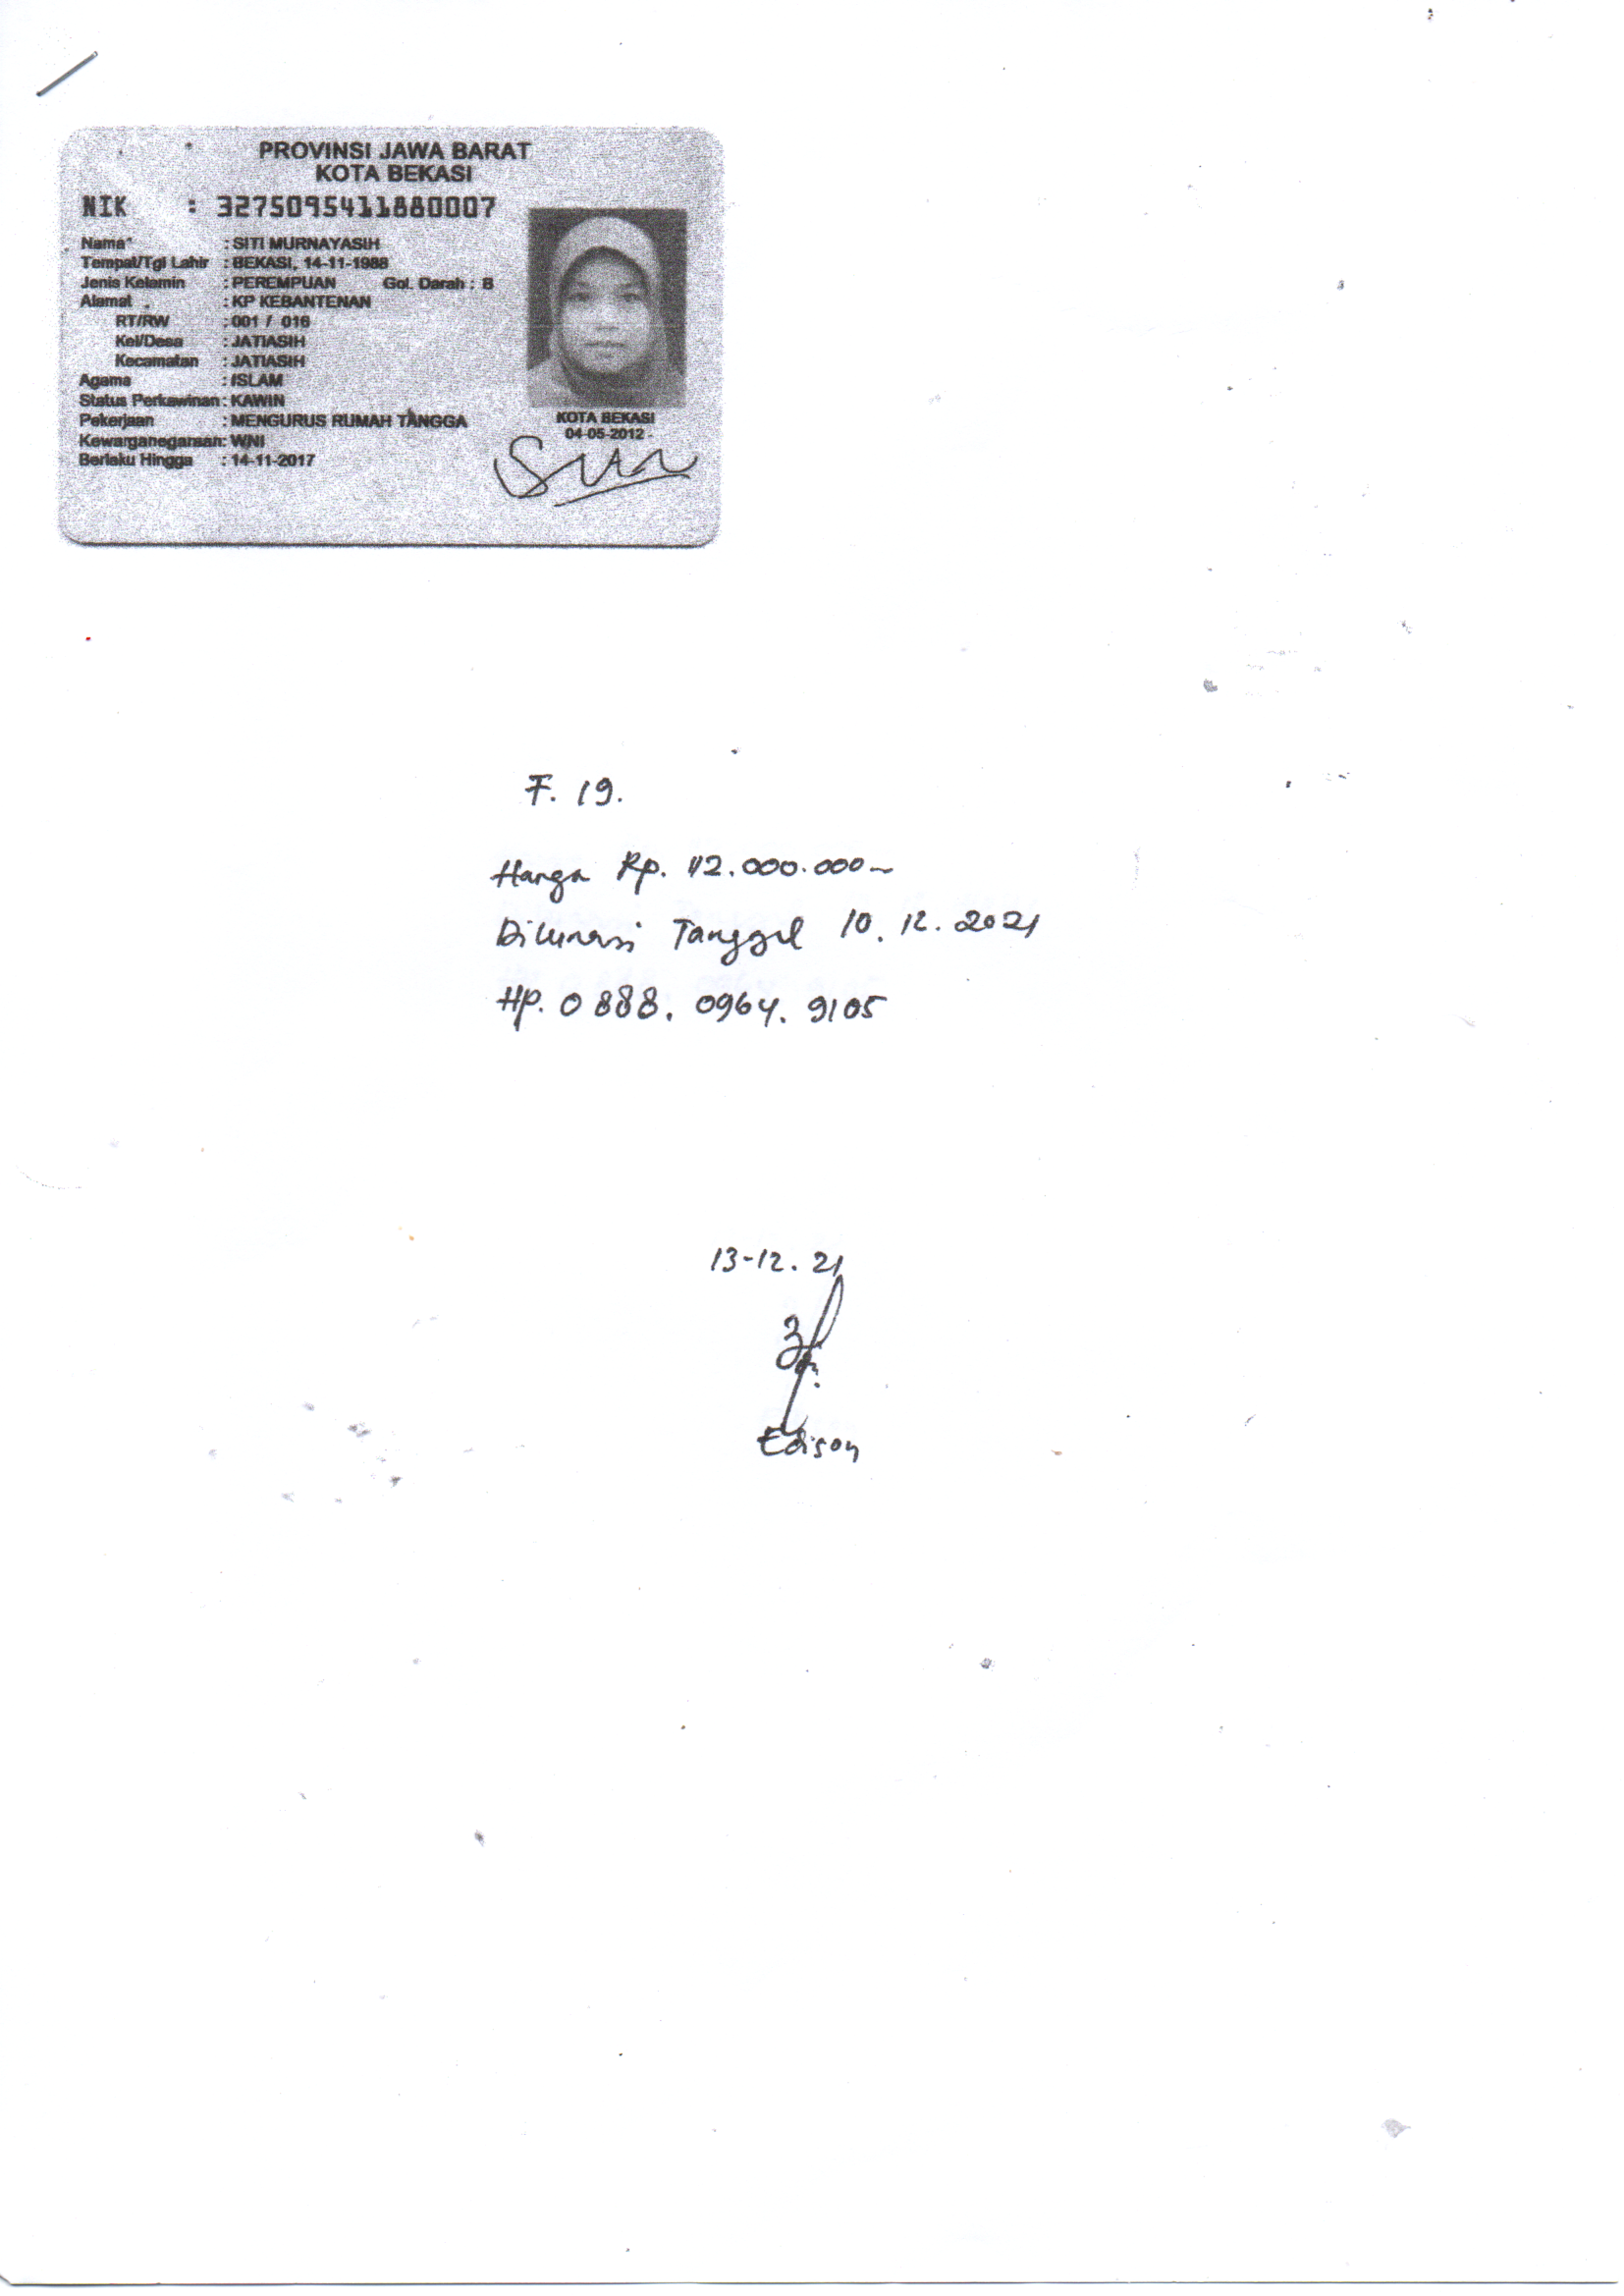 PROVINSI JAWA BARAT
KOTA BEKASI
NIK : 3275095411880007
Nama : SITI MURNAYASIH
Tempat/Tgl Lahir : BEKASI, 14-11-1988
Jenis Kelamin : PEREMPUAN Gol. Darah : B
Alamat : KP KEBANTENAN
RT/RW : 001 / 016
Kel/Desa : JATIASIH
Kecamatan : JATIASIH
Agama : ISLAM
Status Perkawinan : KAWIN
Pekerjaan : MENGURUS RUMAH TANGGA
Kewarganegaraan: WNI
Berlaku Hingga : 14-11-2017
KOTA BEKASI
04-05-2012
F. 19.
Harga Rp. 112.000.000~
Dilunasi Tanggal 10.12.2021
Hp. 0888.0964.9105
13-12.21
Edison